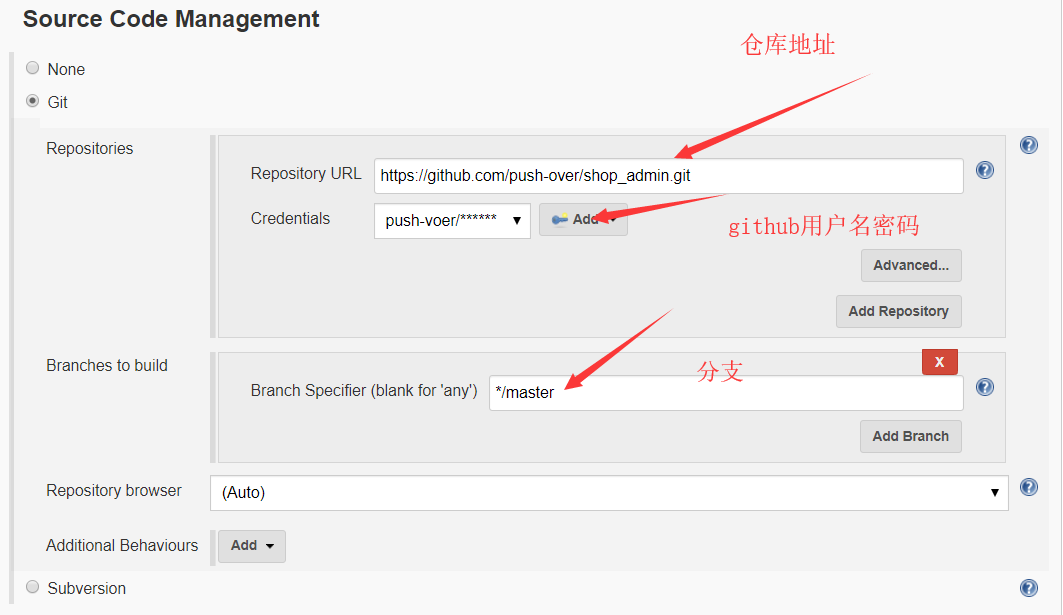 Source Code Management
仓库地址
None
Git
Repositories
Repository URL
https://github.com/push-over/shop_admin.git
Credentials
push-voer/******
Add
github用户名密码
Advanced...
Add Repository
Branches to build
X
分支
Branch Specifier (blank for 'any')
*/master
Add Branch
Repository browser
(Auto)
Additional Behaviours
Add
Subversion